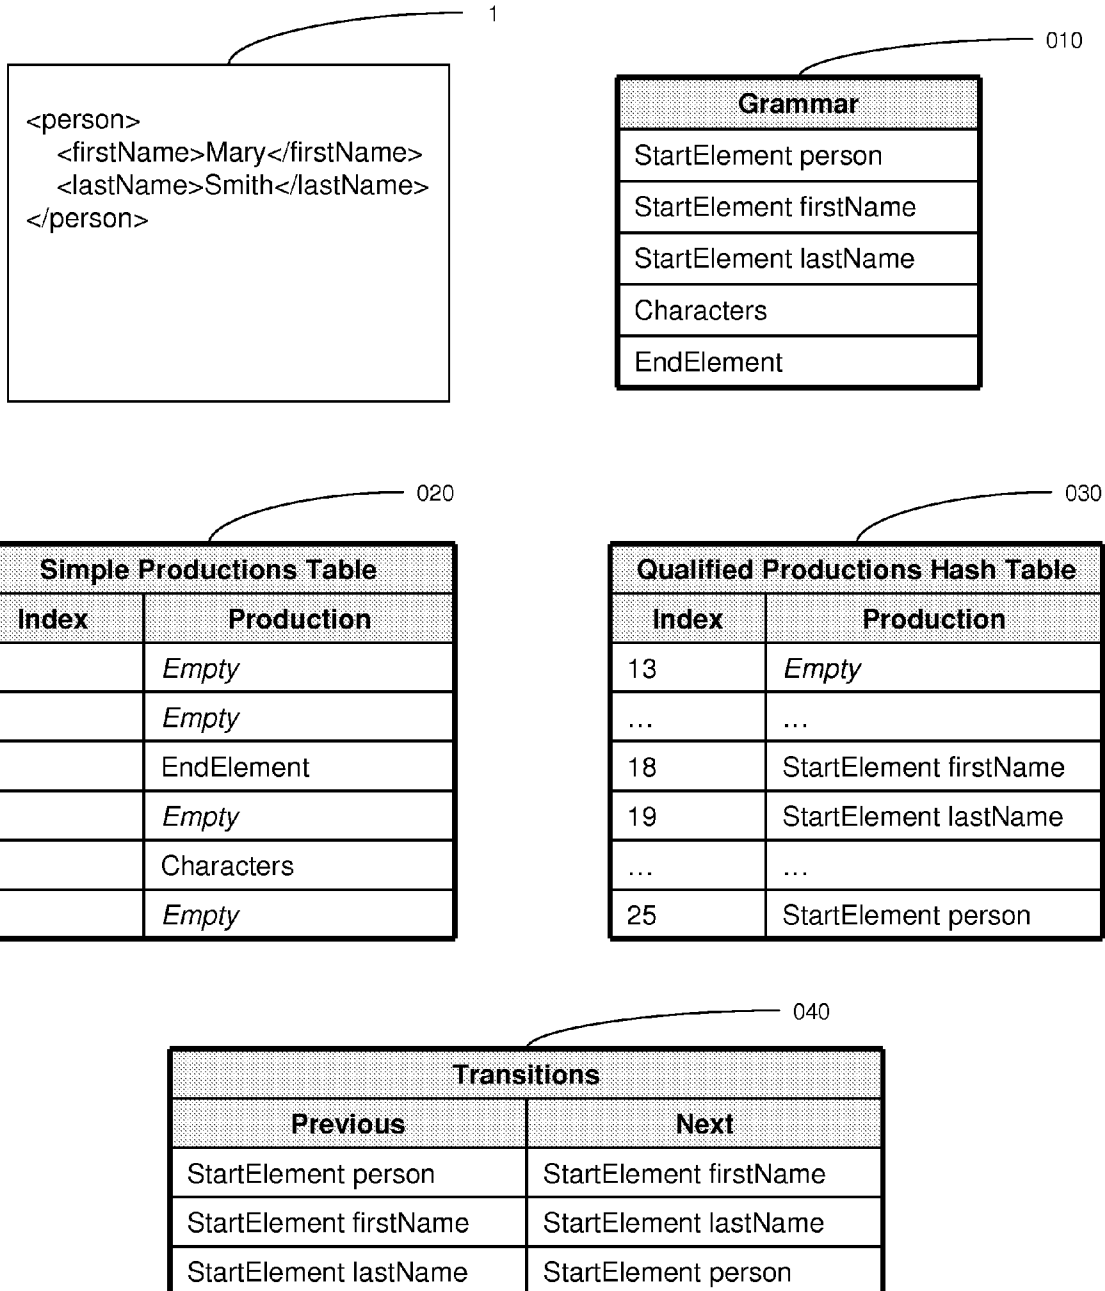 1
<person>
<firstName>Mary</firstName>
<lastName>Smith</lastName>
</person>
010
Grammar
StartElement person
StartElement firstName
StartElement lastName
Characters
EndElement
020
Simple Productions Table
Index Production
Empty
Empty
EndElement
Empty
Characters
Empty
030
Qualified Productions Hash Table
Index Production
13 Empty
... ...
18 StartElement firstName
19 StartElement lastName
... ...
25 StartElement person
040
Transitions
Previous Next
StartElement person StartElement firstName
StartElement firstName StartElement lastName
StartElement lastName StartElement person